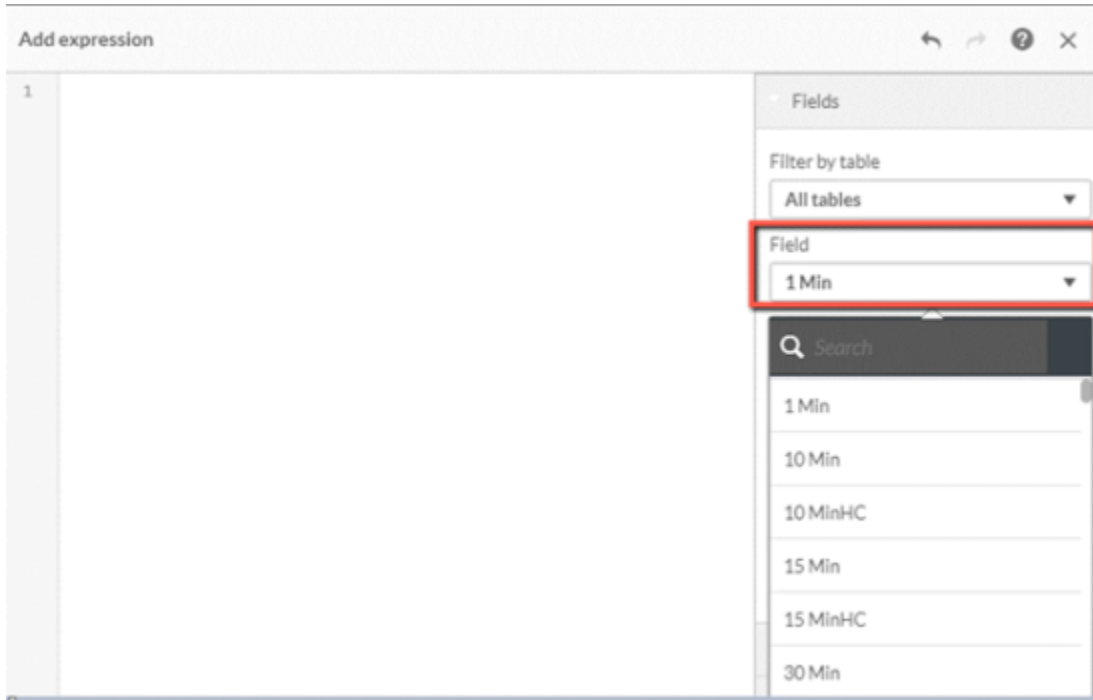 Add expression
1
Fields
Filter by table
All tables
Field
1 Min
Search
1 Min
10 Min
10 MinHC
15 Min
15 MinHC
30 Min